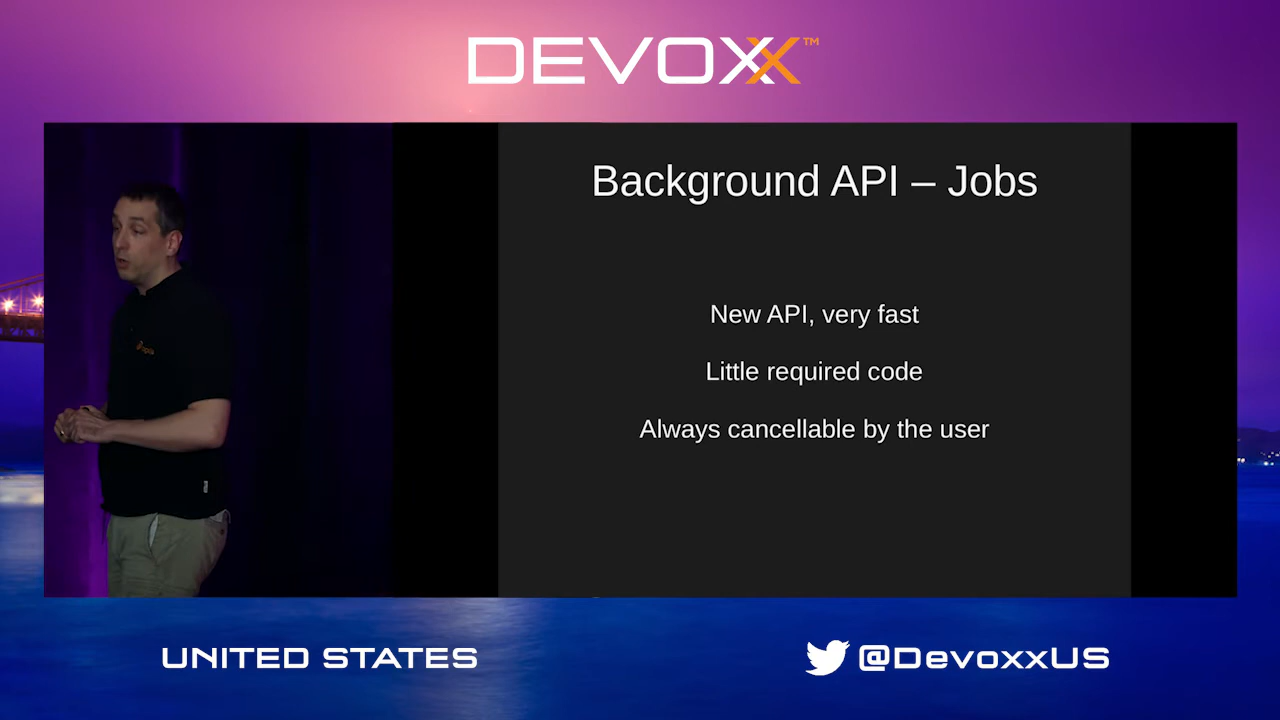 DEVOXX™
Background API – Jobs
New API, very fast
Little required code
Always cancellable by the user
UNITED STATES
@DevoxxUS